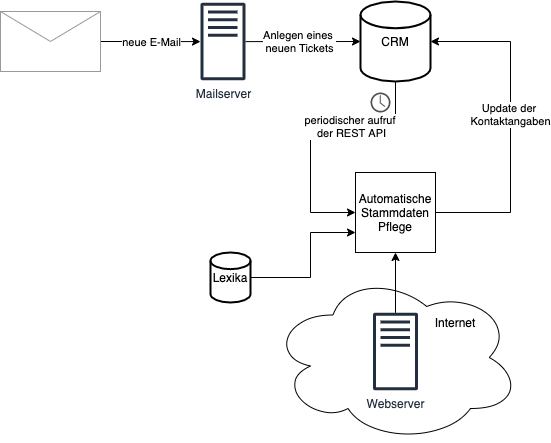 neue E-Mail
Mailserver
Anlegen eines
neuen Tickets
CRM
periodischer aufruf
der REST API
Update der
Kontaktangaben
Automatische
Stammdaten
Pflege
Lexika
Internet
Webserver